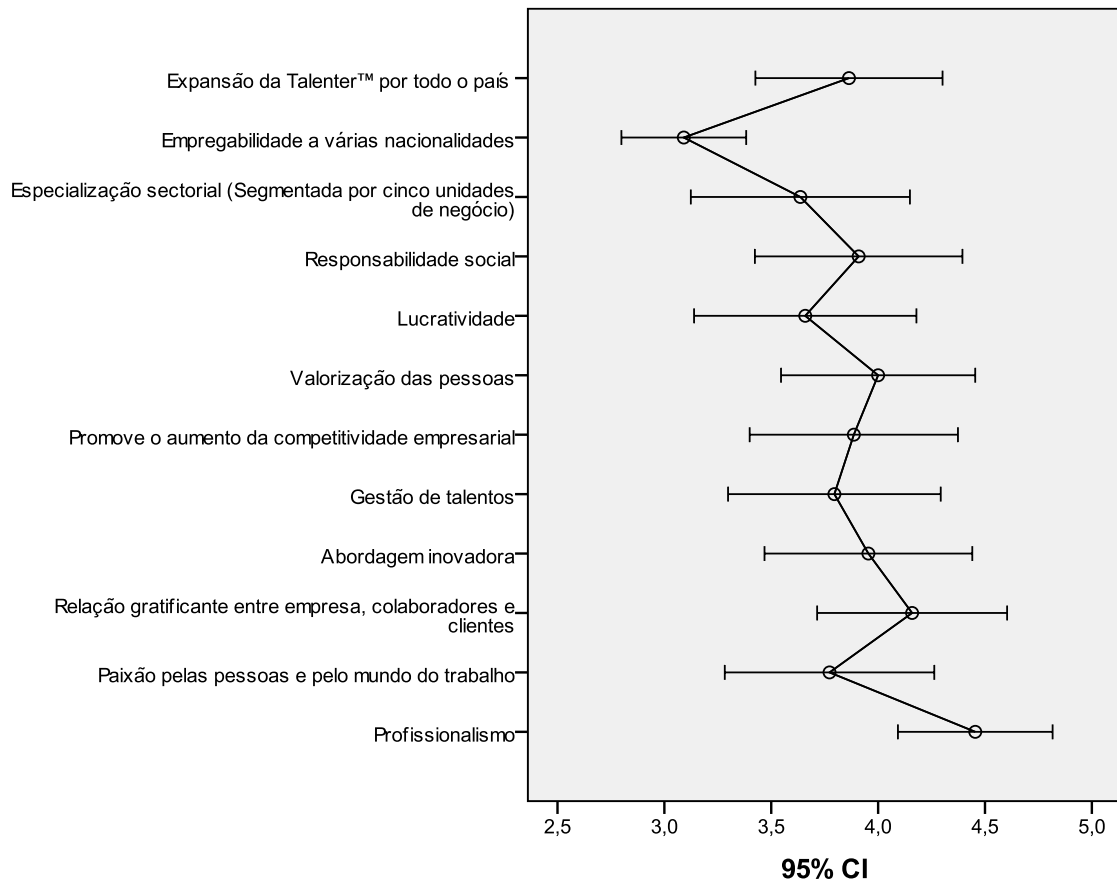 Expansão da Talenter™ por todo o país
Empregabilidade a várias nacionalidades
Especialização sectorial (Segmentada por cinco unidades
de negócio)
Responsabilidade social
Lucratividade
Valorização das pessoas
Promove o aumento da competitividade empresarial
Gestão de talentos
Abordagem inovadora
Relação gratificante entre empresa, colaboradores e
clientes
Paixão pelas pessoas e pelo mundo do trabalho
Profissionalismo
2,5 3,0 3,5 4,0 4,5 5,0
95% CI